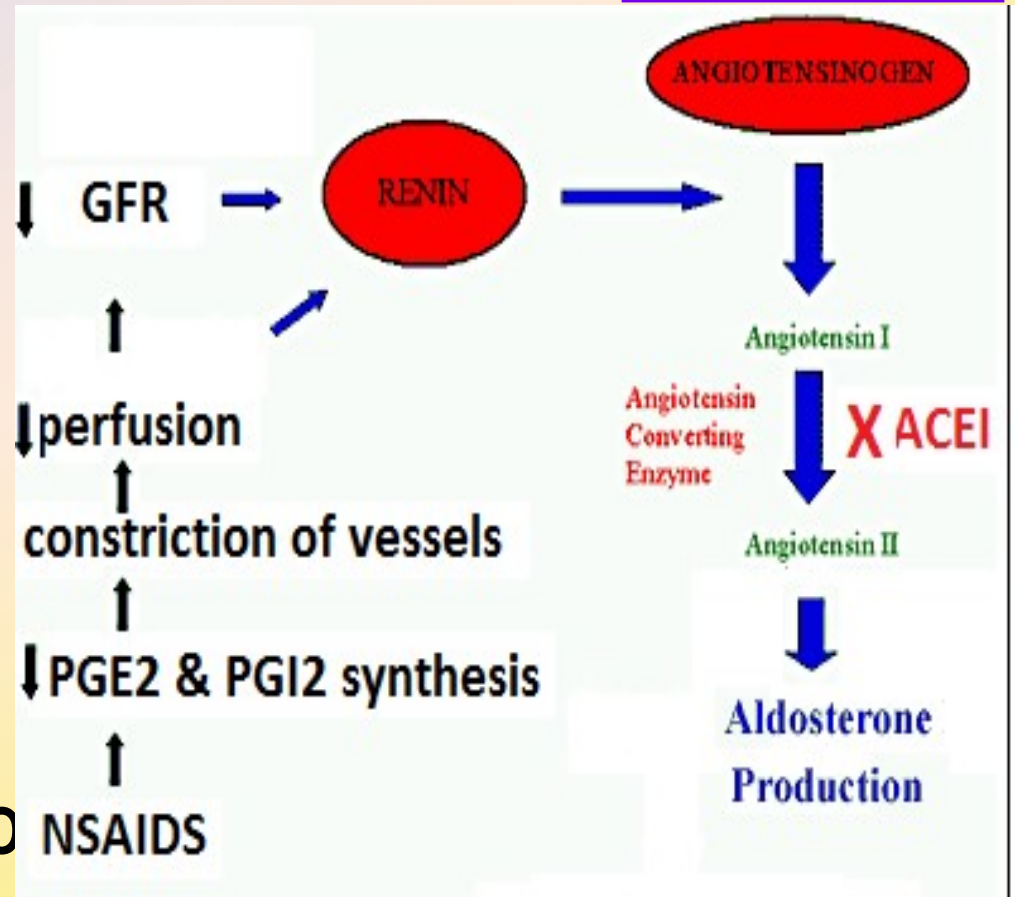 ANGIOTENSINOGEN
GFR
RENIN
Angiotensin I
perfusion
Angiotensin
Converting
Enzyme
X ACEI
constriction of vessels
Angiotensin II
PGE2 & PGI2 synthesis
Aldosterone
Production
NSAIDS